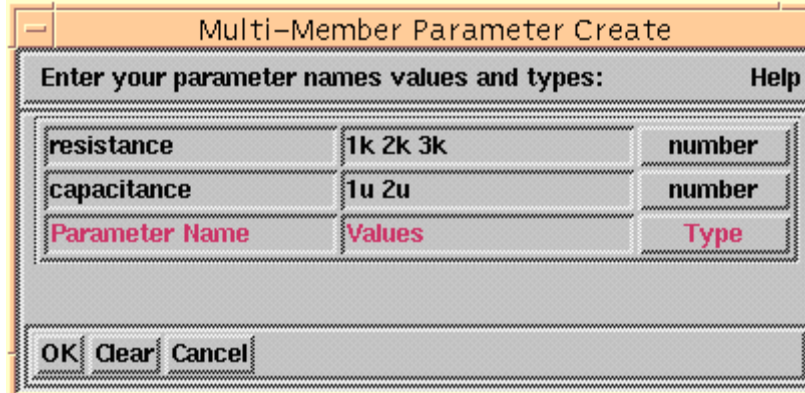 Multi-Member Parameter Create
Enter your parameter names values and types: Help
resistance 1k 2k 3k number
capacitance 1u 2u number
Parameter Name Values Type
OK Clear Cancel